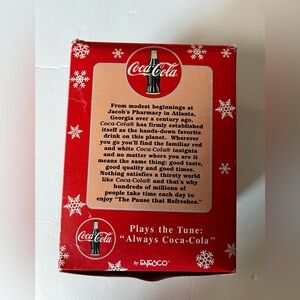 Coca-Cola
From modest beginnings at
Jacob's Pharmacy in Atlanta,
Georgia over a century ago,
Coca-Cola® has firmly established
itself as the hands-down favorite
drink on this planet. Wherever
you go you'll find the familiar red
and white Coca-Cola® insignia
and no matter where you are it
means the same thing: good taste,
good quality and good times.
Nothing satisfies a thirsty world
like Coca-Cola® and that's why
hundreds of millions of
people take time each day to
enjoy "The Pause that Refreshes."
Coca-Cola
Plays the Tune:
"Always Coca-Cola"
by ENESCO